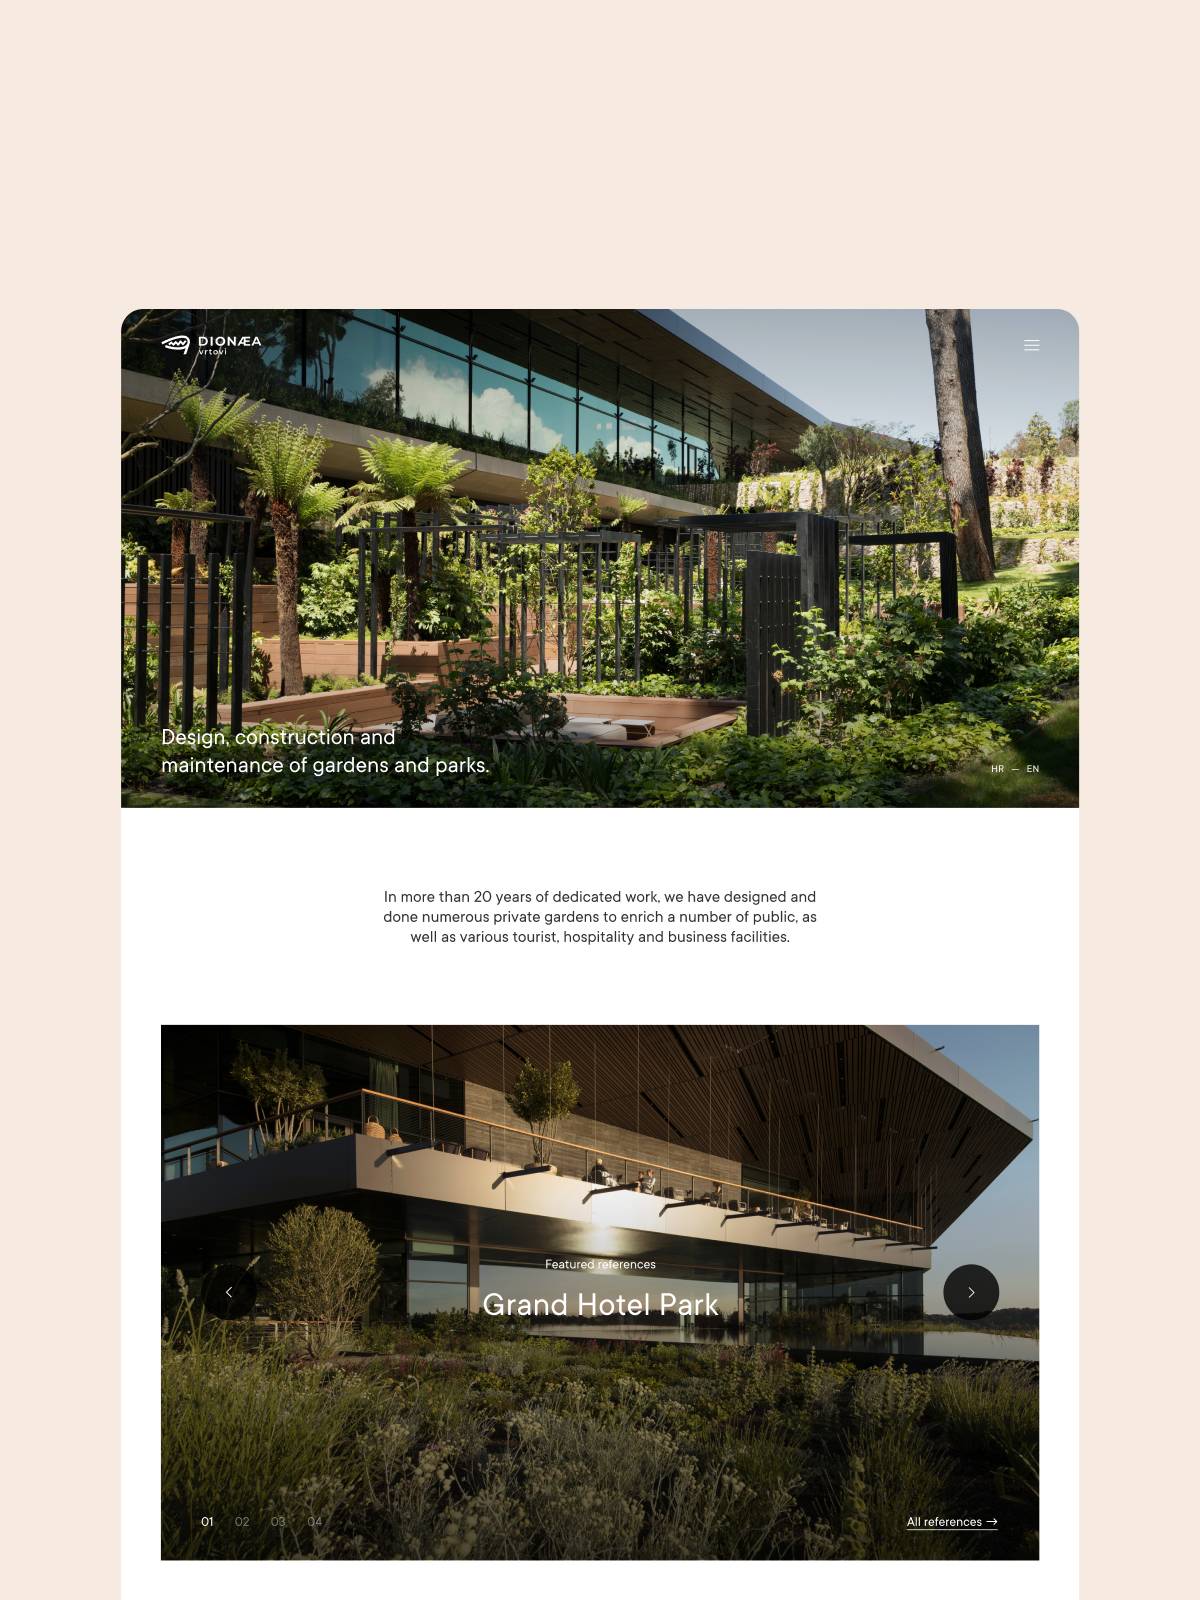 DIONÆA
vrtovi
Design, construction and
maintenance of gardens and parks.
HR — EN
In more than 20 years of dedicated work, we have designed and
done numerous private gardens to enrich a number of public, as
well as various tourist, hospitality and business facilities.
Featured references
Grand Hotel Park
01 02 03 04
All references →